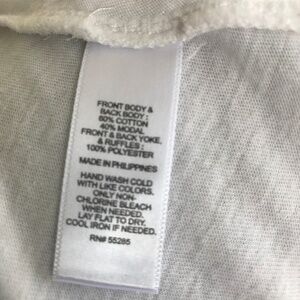 FRONT BODY &
BACK BODY :
60% COTTON
40% MODAL
FRONT & BACK YOKE,
& RUFFLES :
100% POLYESTER
MADE IN PHILIPPINES
HAND WASH COLD
WITH LIKE COLORS.
ONLY NON-
CHLORINE BLEACH
WHEN NEEDED.
LAY FLAT TO DRY.
COOL IRON IF NEEDED.
RN# 55285